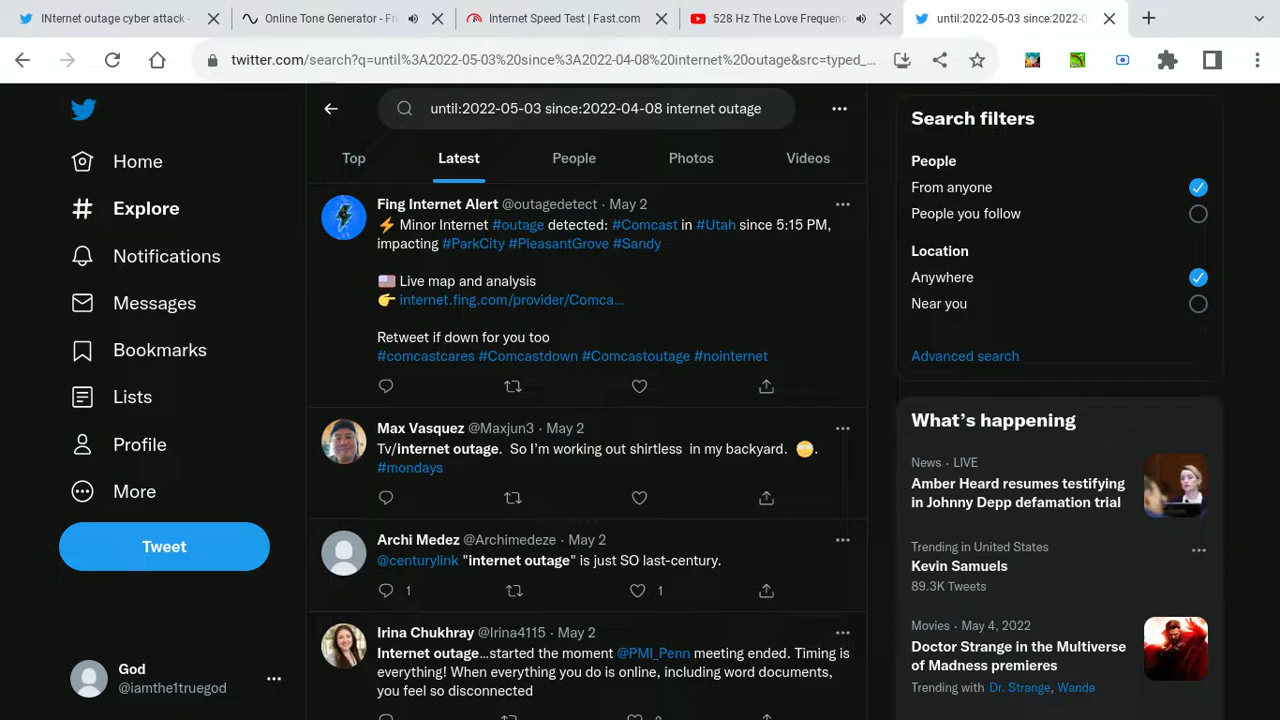 INternet outage cyber attack -
Online Tone Generator - Fr
Internet Speed Test | Fast.com
528 Hz The Love Frequenc
until:2022-05-03 since:2022-0
twitter.com/search?q=until%3A2022-05-03%20since%3A2022-04-08%20internet%20outage&src=typed_...
until:2022-05-03 since:2022-04-08 internet outage
Top
Latest
People
Photos
Videos
Home
Explore
Notifications
Messages
Bookmarks
Lists
Profile
More
Tweet
God
@iamthe1truegod
Fing Internet Alert @outagedetect · May 2
⚡ Minor Internet #outage detected: #Comcast in #Utah since 5:15 PM,
impacting #ParkCity #PleasantGrove #Sandy
🇺🇸 Live map and analysis
👉 internet.fing.com/provider/Comca...
Retweet if down for you too
#comcastcares #Comcastdown #Comcastoutage #nointernet
Max Vasquez @Maxjun3 · May 2
Tv/internet outage. So I'm working out shirtless in my backyard. 🙄.
#mondays
Archi Medez @Archimedeze · May 2
@centurylink "internet outage" is just SO last-century.
1
1
Irina Chukhray @Irina4115 · May 2
Internet outage...started the moment @PMI_Penn meeting ended. Timing is
everything! When everything you do is online, including word documents,
you feel so disconnected
Search filters
People
From anyone
People you follow
Location
Anywhere
Near you
Advanced search
What's happening
News · LIVE
Amber Heard resumes testifying
in Johnny Depp defamation trial
Trending in United States
Kevin Samuels
89.3K Tweets
Movies · May 4, 2022
Doctor Strange in the Multiverse
of Madness premieres
Trending with Dr. Strange, Wanda